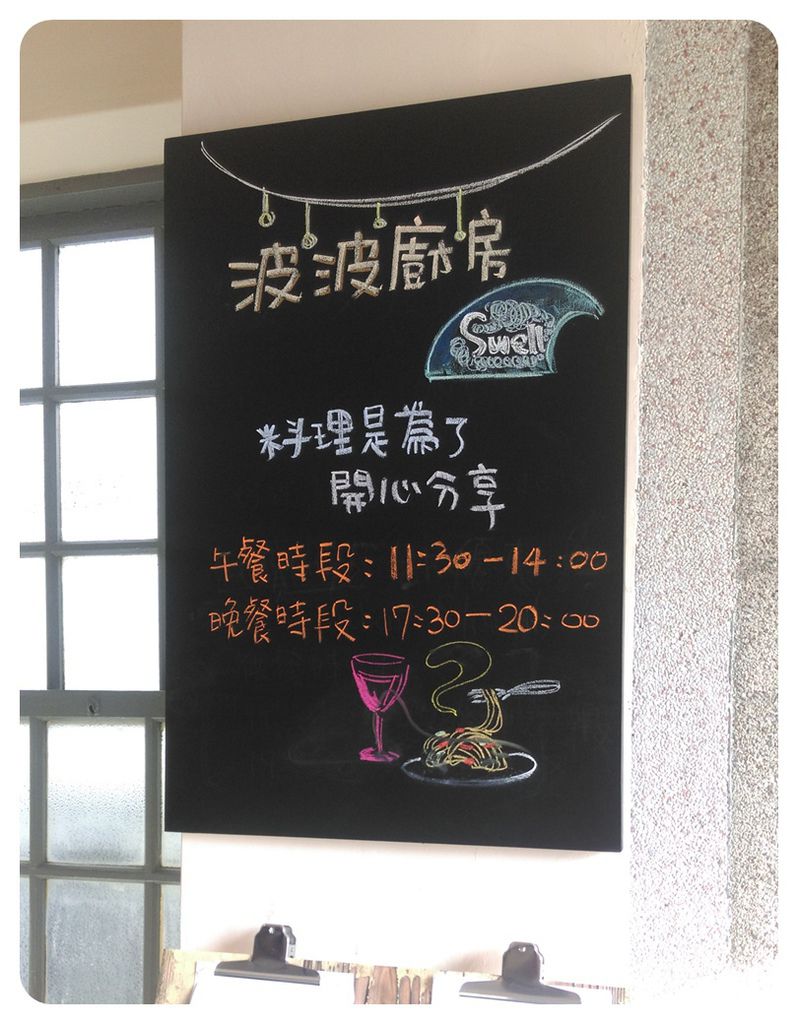 波波廚房
Swell
料理是為了
開心分享
午餐時段：11:30－14:00
晚餐時段：17:30－20:00